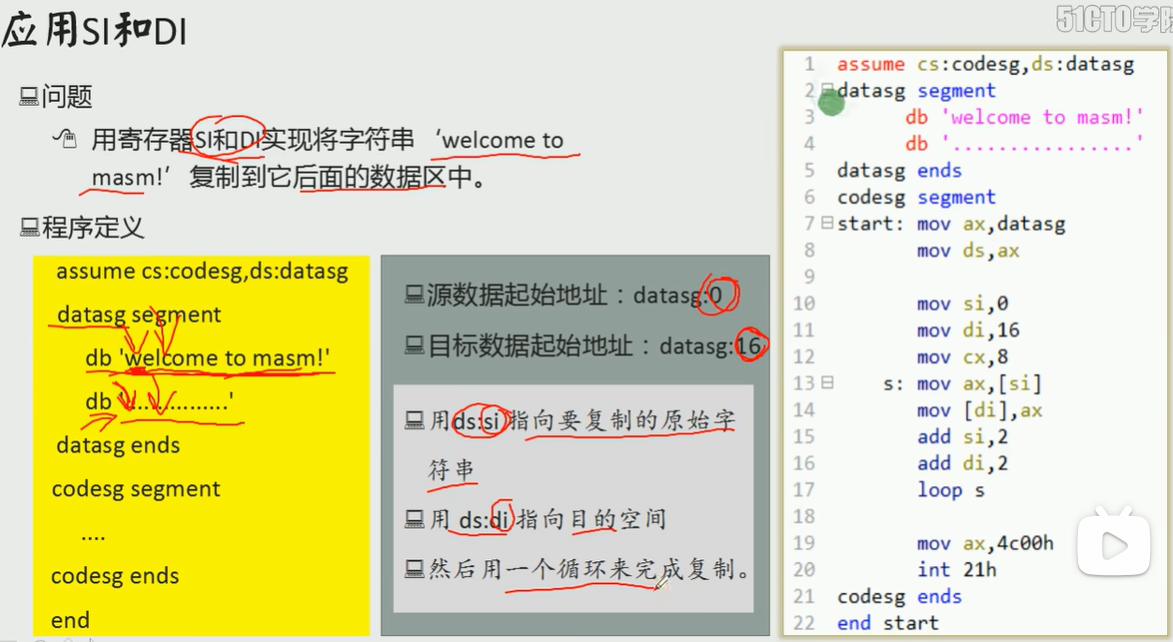 应用SI和DI
51CTO学院
问题
用寄存器SI和DI实现将字符串‘welcome to
masm!’复制到它后面的数据区中。
程序定义
assume cs:codesg,ds:datasg
datasg segment
db 'welcome to masm!'
db '................'
datasg ends
codesg segment
....
codesg ends
end
源数据起始地址：datasg:0
目标数据起始地址：datasg:16
用ds:si指向要复制的原始字
符串
用 ds:di 指向目的空间
然后用一个循环来完成复制。
1 assume cs:codesg,ds:datasg
2 datasg segment
3 db 'welcome to masm!'
4 db '................'
5 datasg ends
6 codesg segment
7 start: mov ax,datasg
8 mov ds,ax
9
10 mov si,0
11 mov di,16
12 mov cx,8
13 s: mov ax,[si]
14 mov [di],ax
15 add si,2
16 add di,2
17 loop s
18
19 mov ax,4c00h
20 int 21h
21 codesg ends
22 end start